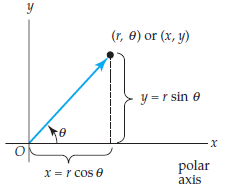 y
(r, θ) or (x, y)
y = r sin θ
θ
O
x
x = r cos θ
polar
axis